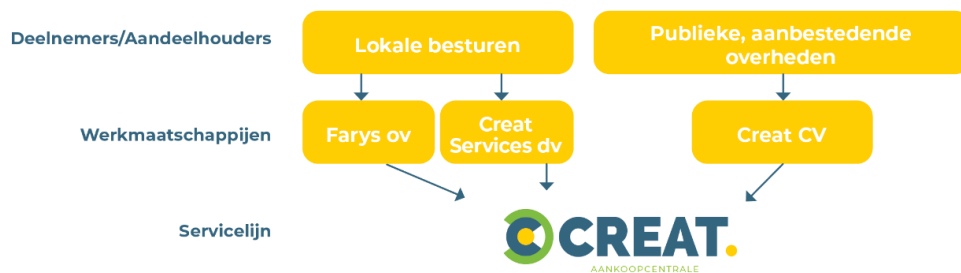 Deelnemers/Aandeelhouders
Lokale besturen
Publieke, aanbestedende
overheden
Werkmaatschappijen
Farys ov
Creat
Services dv
Creat CV
Servicelijn
CREAT.
AANKOOPCENTRALE